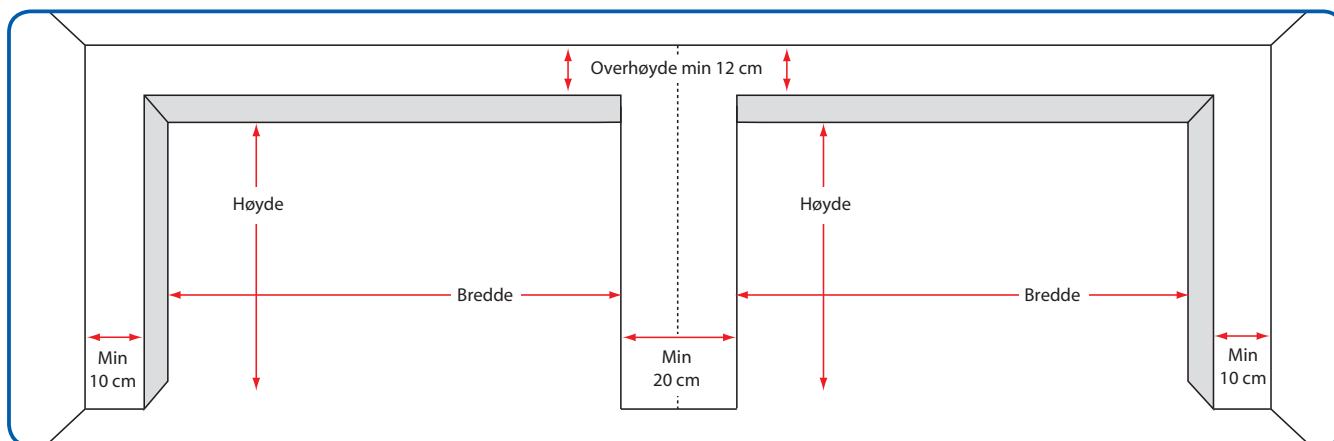 Overhøyde min 12 cm
Høyde
Høyde
Bredde
Bredde
Min
10 cm
Min
20 cm
Min
10 cm